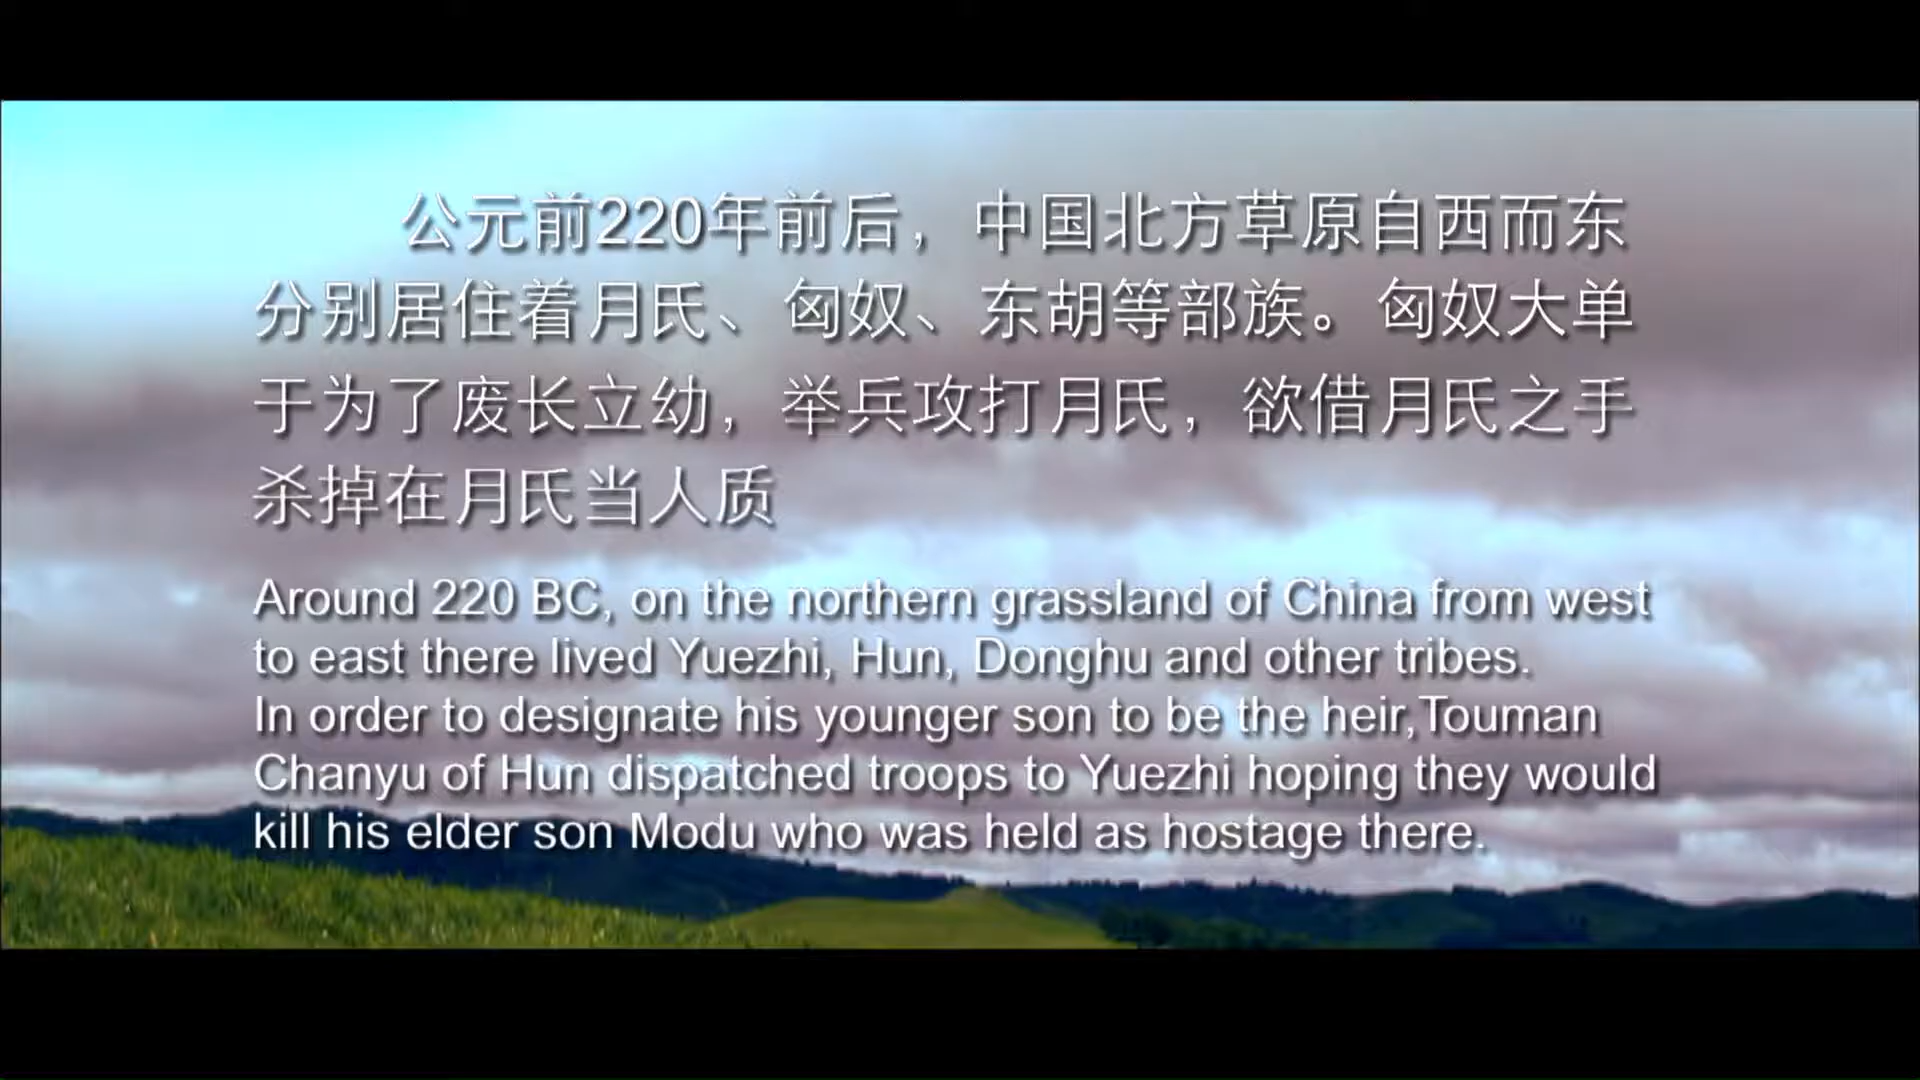 公元前220年前后，中国北方草原自西而东
分别居住着月氏、匈奴、东胡等部族。匈奴大单
于为了废长立幼，举兵攻打月氏，欲借月氏之手
杀掉在月氏当人质
Around 220 BC, on the northern grassland of China from west
to east there lived Yuezhi, Hun, Donghu and other tribes.
In order to designate his younger son to be the heir,Touman
Chanyu of Hun dispatched troops to Yuezhi hoping they would
kill his elder son Modu who was held as hostage there.